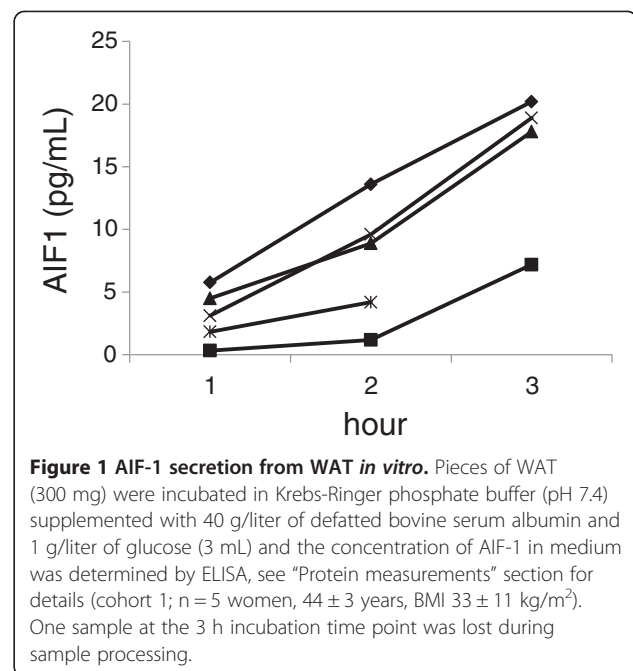 25
20
15
10
5
0
AIF1 (pg/mL)
1 2 3
hour
Figure 1 AIF-1 secretion from WAT in vitro. Pieces of WAT
(300 mg) were incubated in Krebs-Ringer phosphate buffer (pH 7.4)
supplemented with 40 g/liter of defatted bovine serum albumin and
1 g/liter of glucose (3 mL) and the concentration of AIF-1 in medium
was determined by ELISA, see “Protein measurements” section for
details (cohort 1; n = 5 women, 44 ± 3 years, BMI 33 ± 11 kg/m²).
One sample at the 3 h incubation time point was lost during
sample processing.